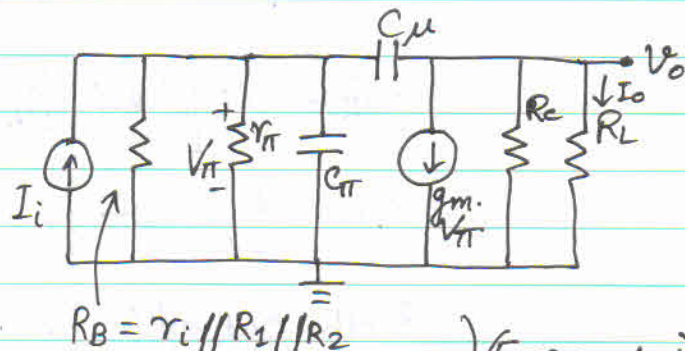 Cμ
Vo
↓ Io
Rc
RL
+
rπ
Vπ
-
Cπ
Ii
gm.
Vπ
RB = ri // R1 // R2